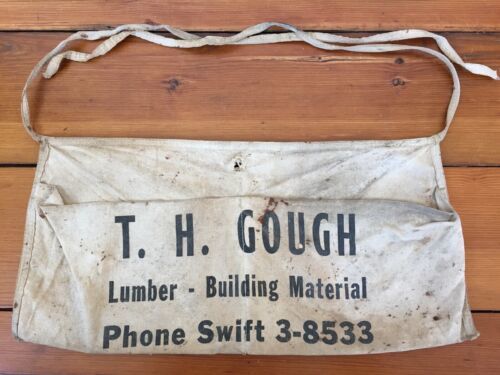 T. H. GOUGH
Lumber - Building Material
Phone Swift 3-8533